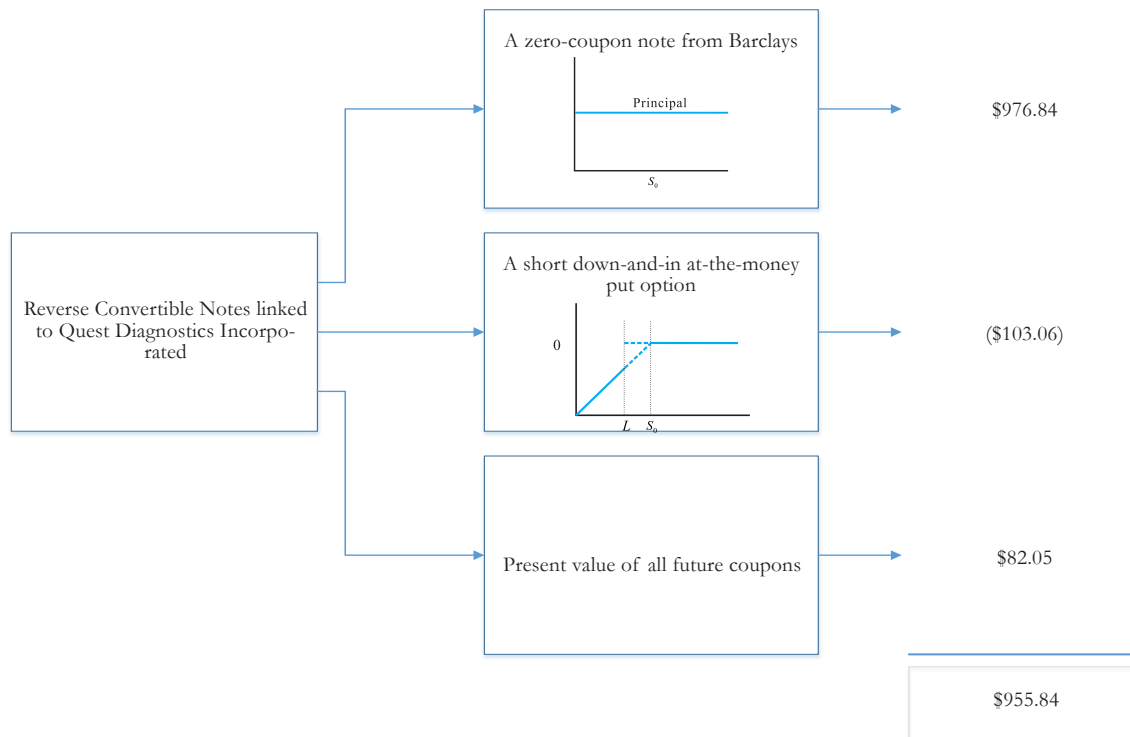 A zero-coupon note from Barclays
Principal
S₀
$976.84
Reverse Convertible Notes linked
to Quest Diagnostics Incorpo-
rated
A short down-and-in at-the-money
put option
0
L S₀
($103.06)
Present value of all future coupons
$82.05
$955.84